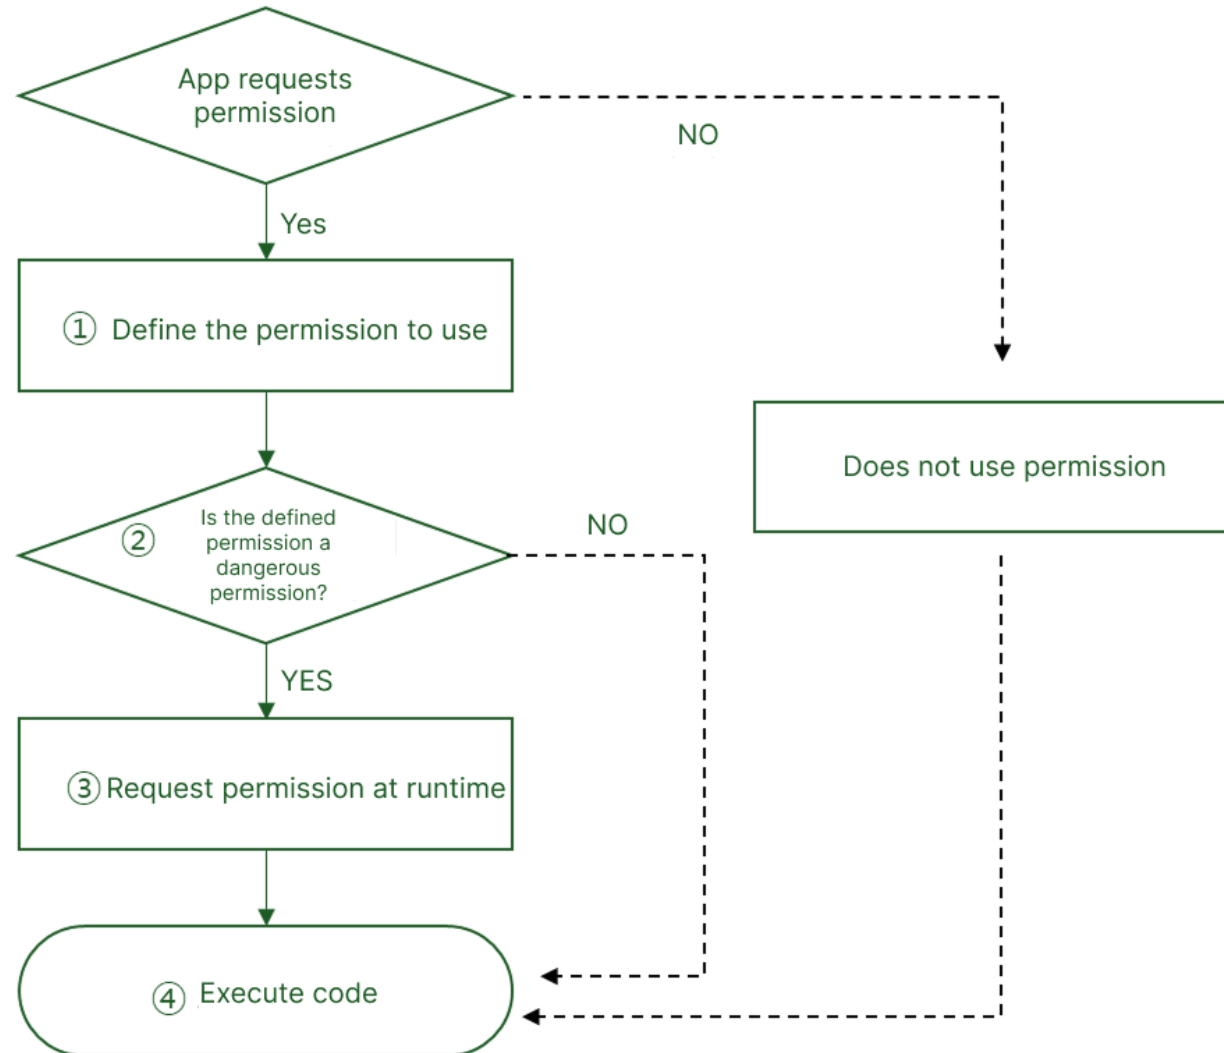 App requests
permission
NO
Yes
① Define the permission to use
Does not use permission
② Is the defined
permission a
dangerous
permission?
NO
YES
③ Request permission at runtime
④ Execute code